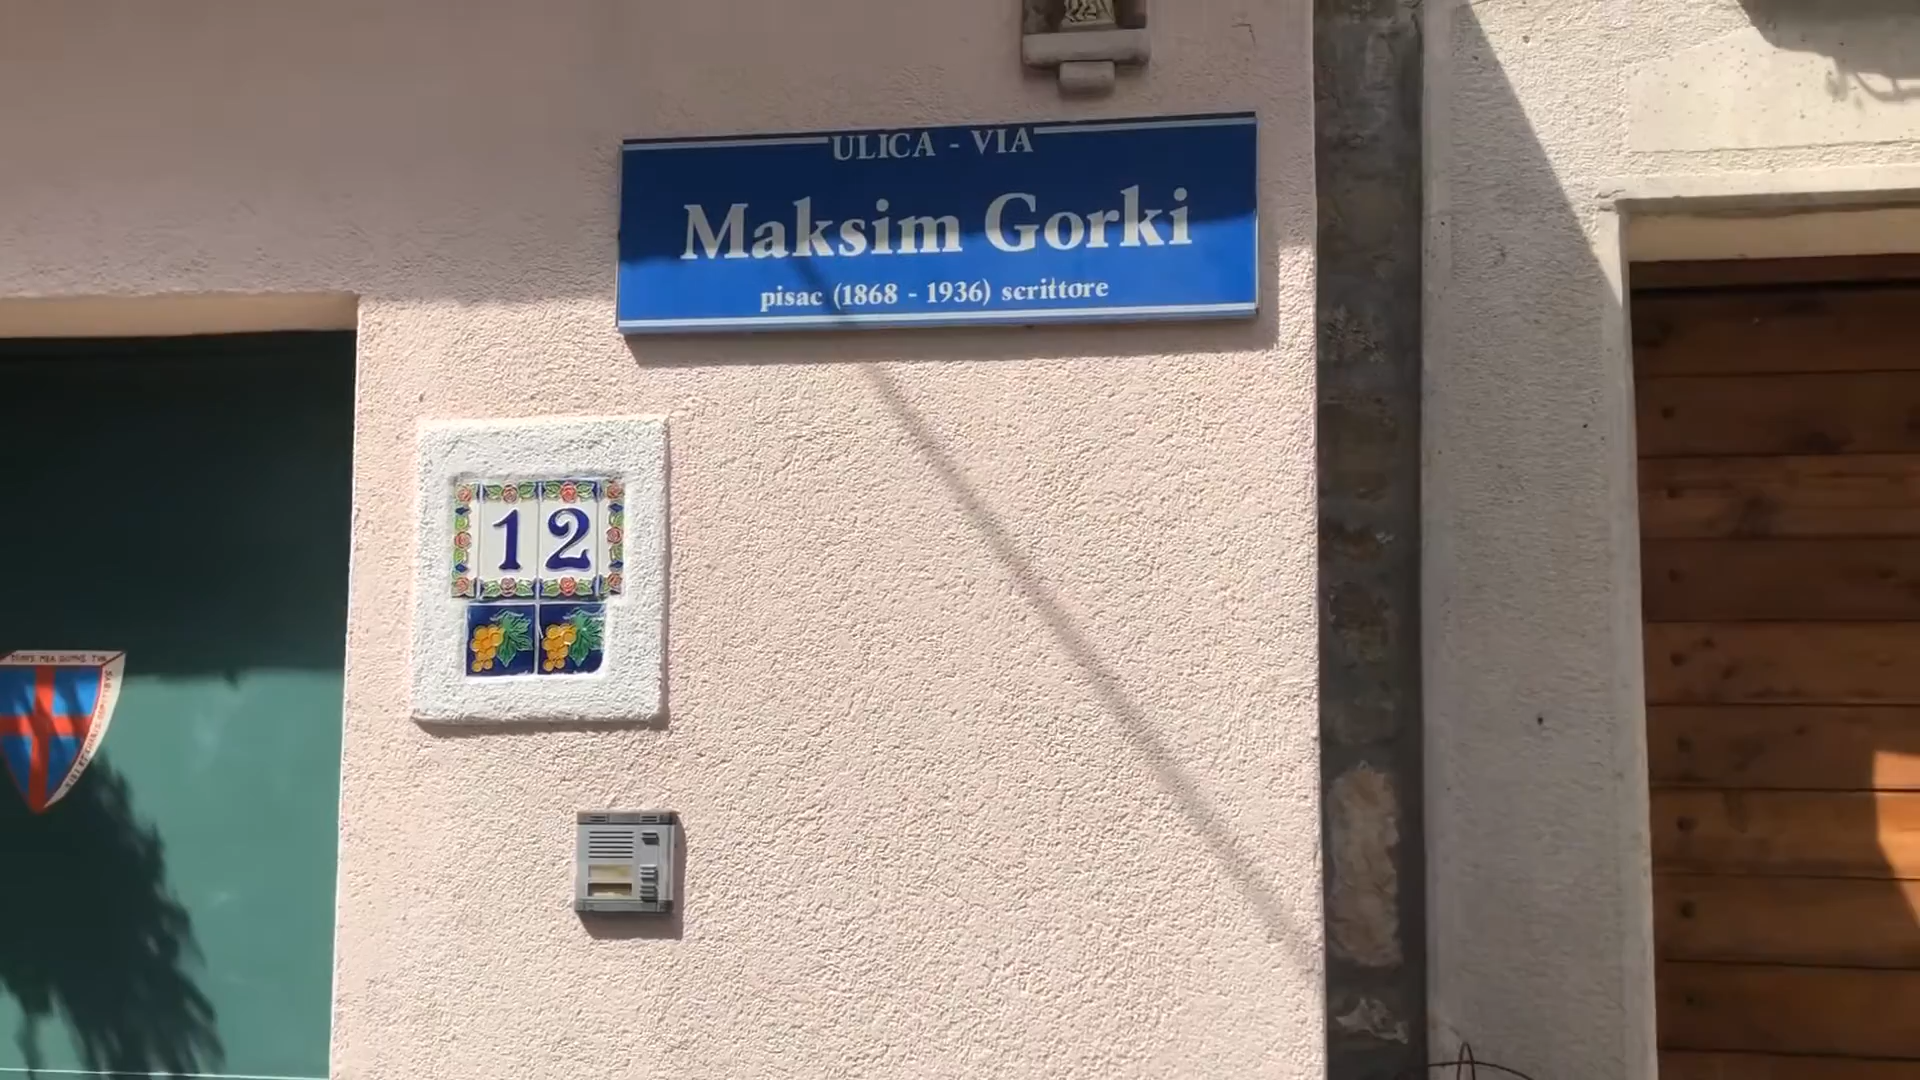 ULICA - VIA
Maksim Gorki
pisac (1868 - 1936) scrittore
12